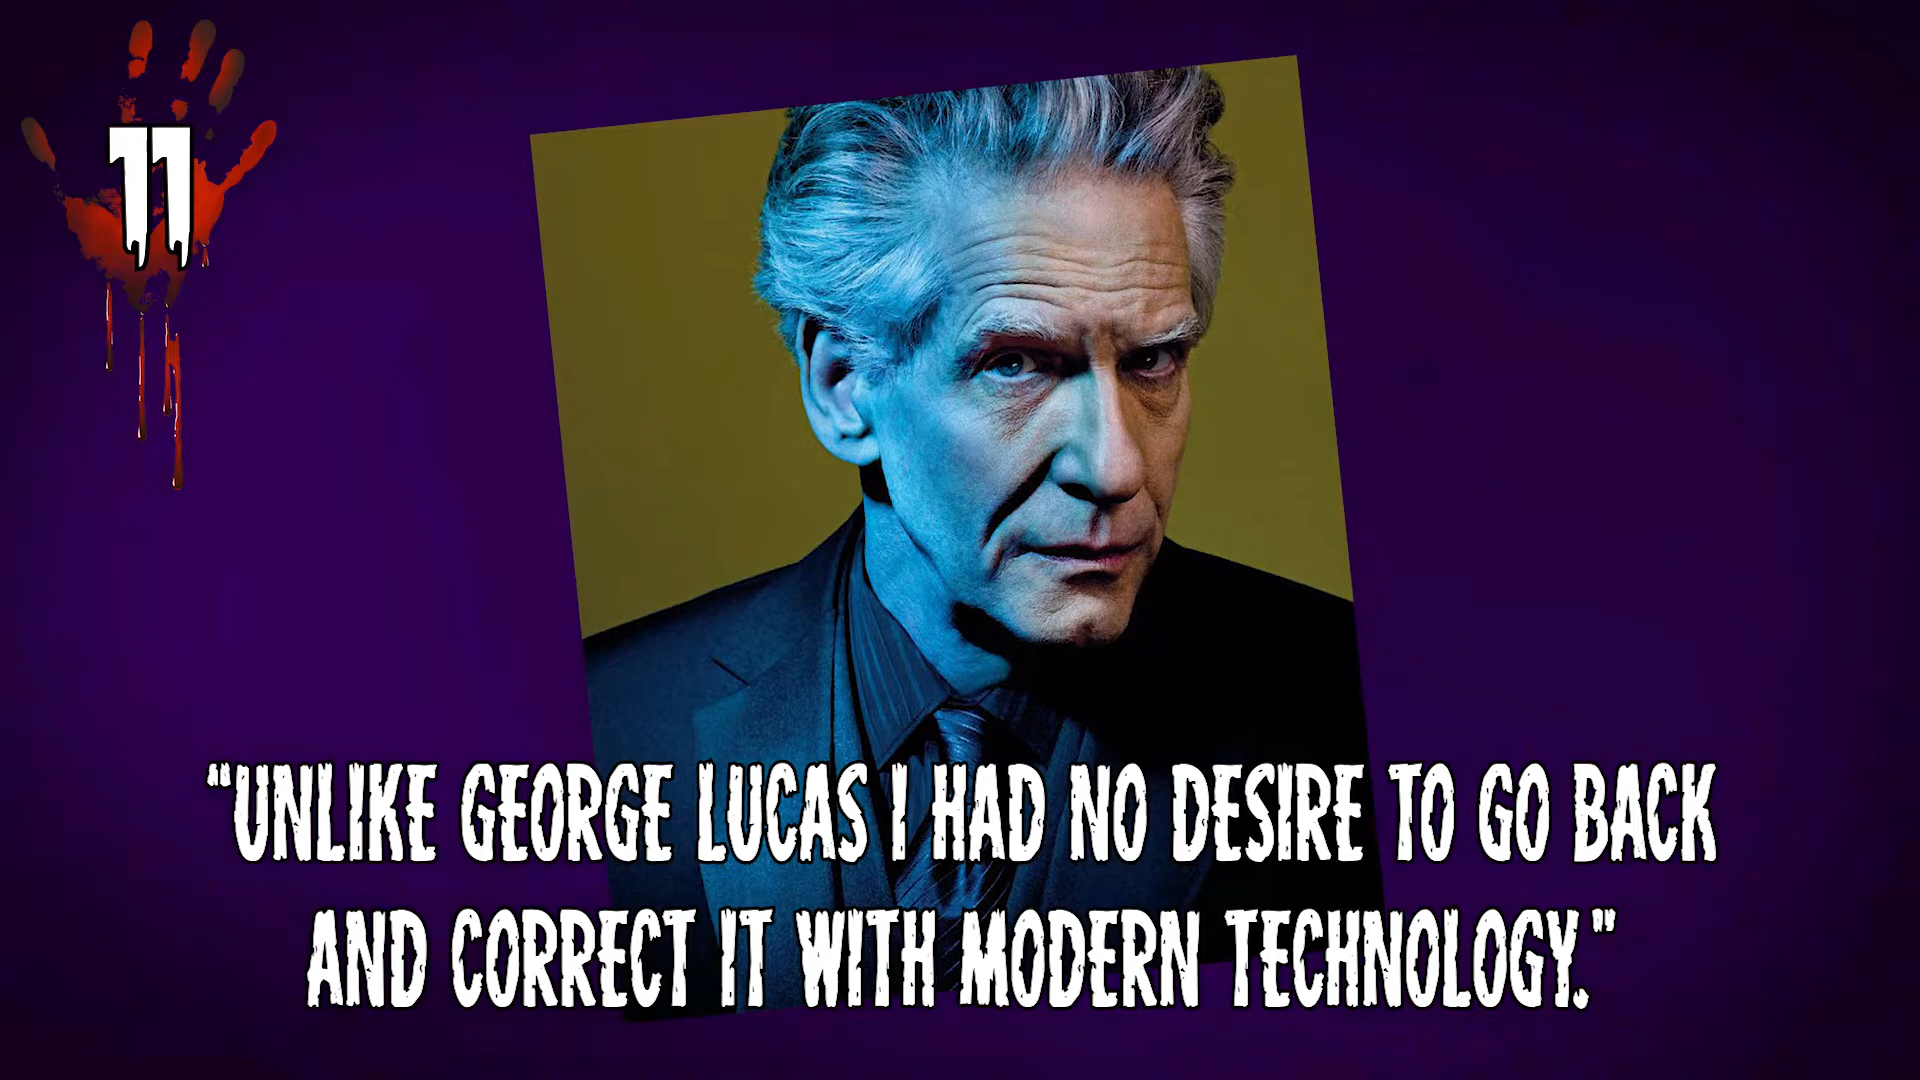 11
"UNLIKE GEORGE LUCAS I HAD NO DESIRE TO GO BACK
AND CORRECT IT WITH MODERN TECHNOLOGY."